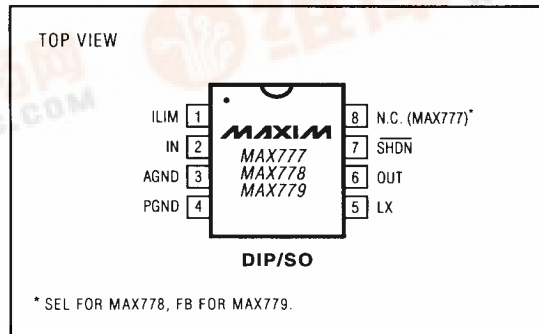 TOP VIEW
ILIM 1
IN 2
AGND 3
PGND 4
MAXIM
MAX777
MAX778
MAX779
8 N.C. (MAX777)*
7 SHDN
6 OUT
5 LX
DIP/SO
* SEL FOR MAX778, FB FOR MAX779.